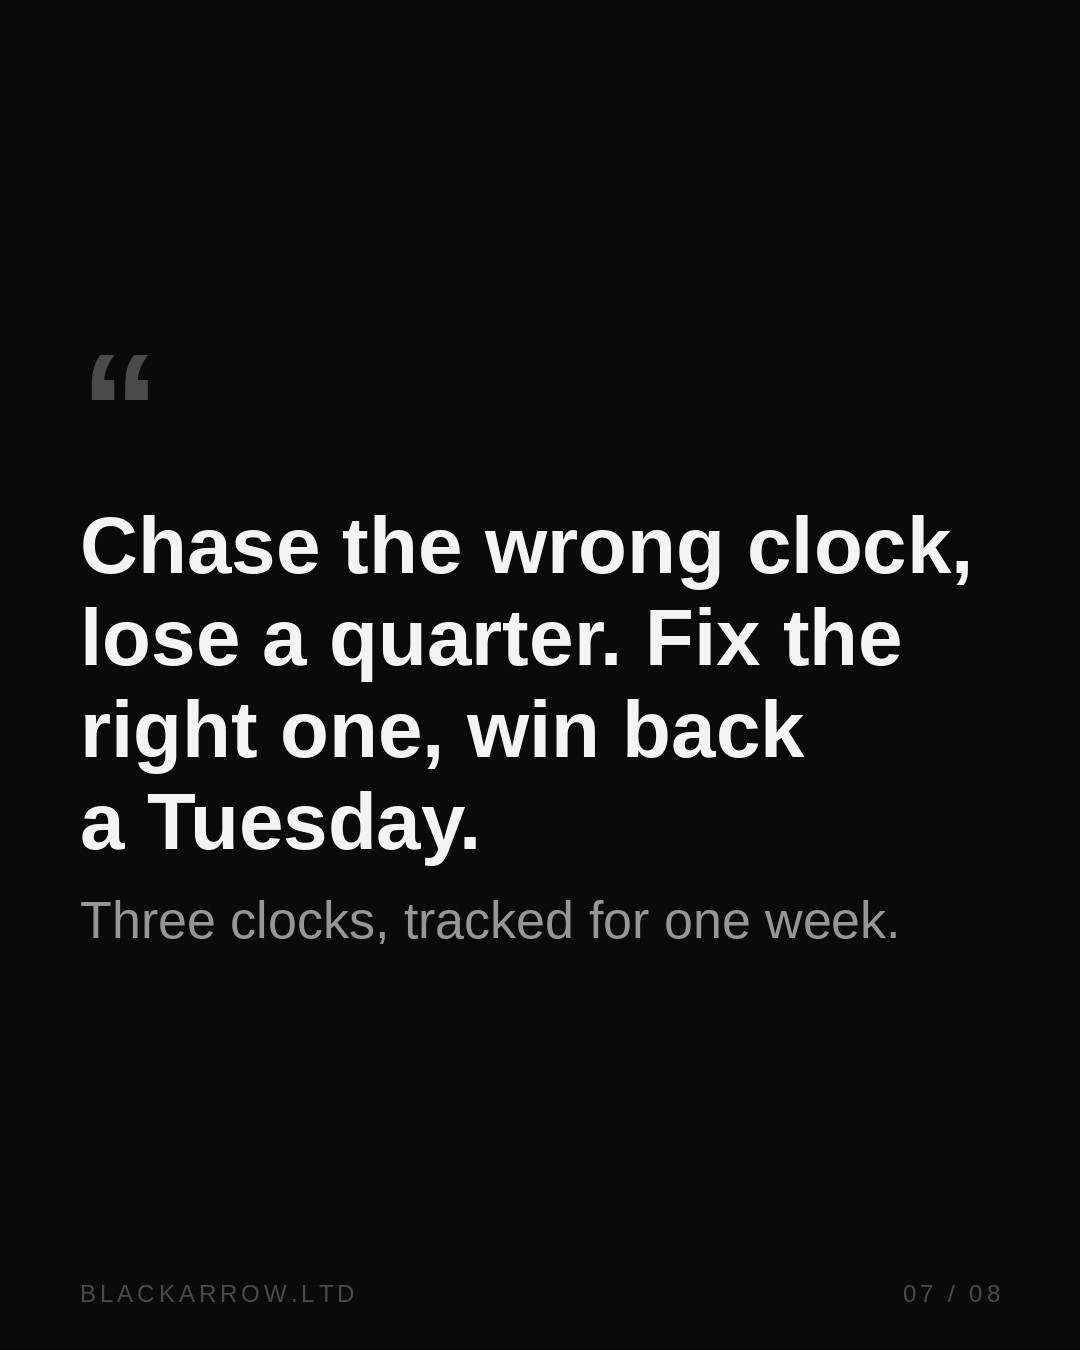 “
Chase the wrong clock,
lose a quarter. Fix the
right one, win back
a Tuesday.
Three clocks, tracked for one week.
BLACKARROW.LTD
07 / 08